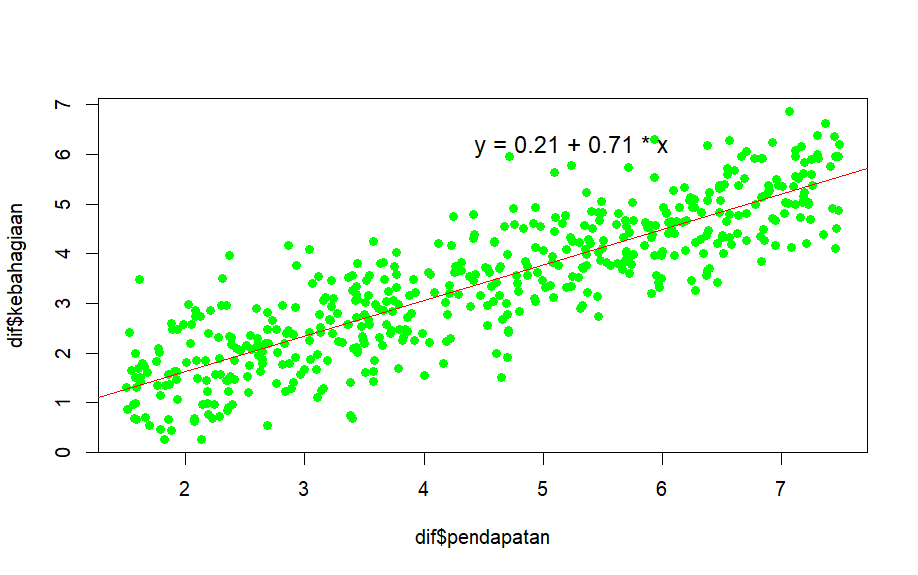 y = 0.21 + 0.71 * x
dif$kebahagiaan
7
6
5
4
3
2
1
0
2 3 4 5 6 7
dif$pendapatan